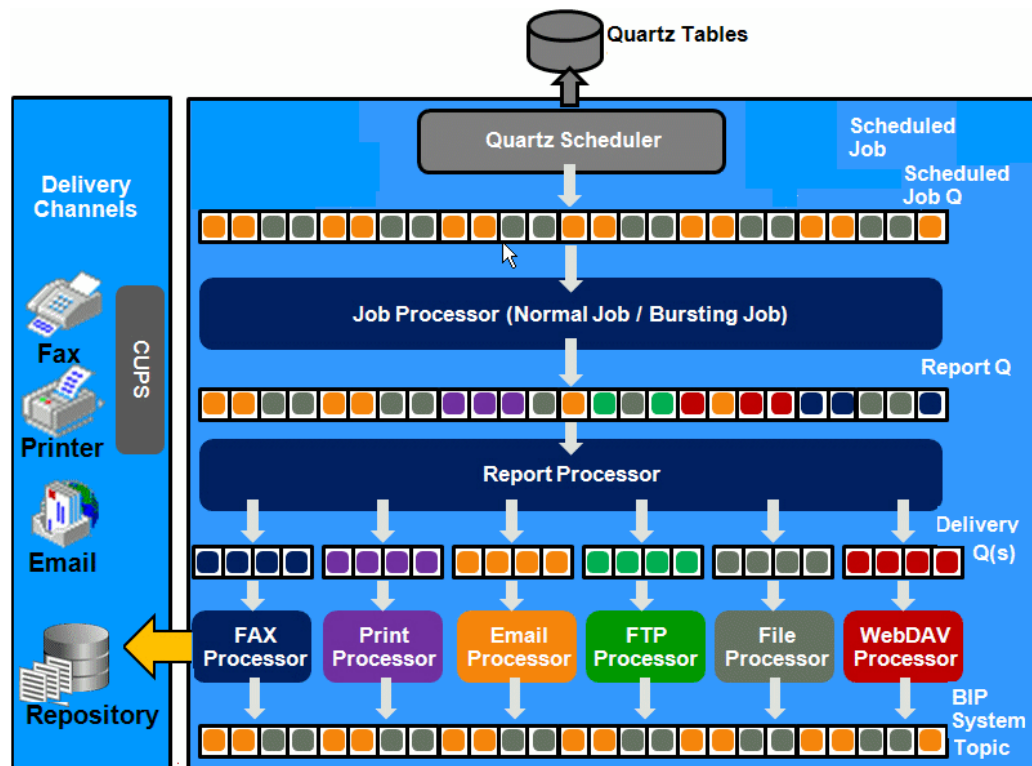 Quartz Tables
Quartz Scheduler
Scheduled
Job
Scheduled
Job Q
Delivery
Channels
Job Processor (Normal Job / Bursting Job)
Fax
CUPS
Report Q
Printer
Report Processor
Delivery
Q(s)
Email
FAX
Processor
Print
Processor
Email
Processor
FTP
Processor
File
Processor
WebDAV
Processor
Repository
BIP
System
Topic